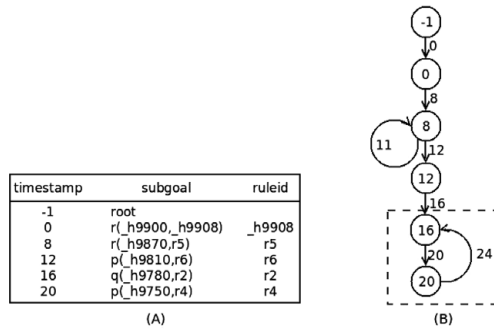 timestamp subgoal ruleid
-1 root
0 r(_h9900,_h9908) _h9908
8 r(_h9870,r5) r5
12 p(_h9810,r6) r6
16 q(_h9780,r2) r2
20 p(_h9750,r4) r4
(A)
-1
0
0
8
8
11
12
12
16
16
20
24
20
(B)